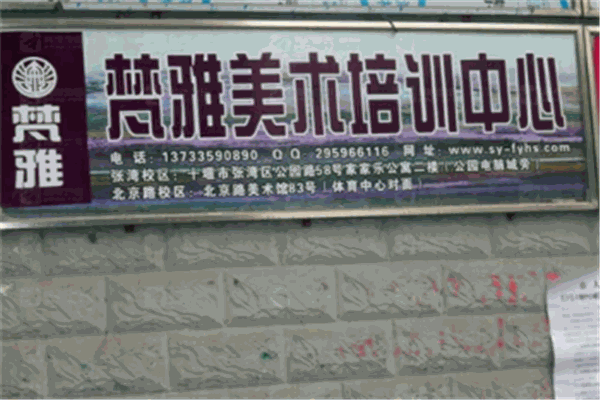 梵雅美术培训中心
梵雅
电话:13733590890 QQ:295966116 网址:www.sy-fyhs.com
张湾校区:十堰市张湾区公园路58号家家乐公寓二楼(公园电脑城旁)
北京路校区:北京路美术馆83号(体育中心对面)